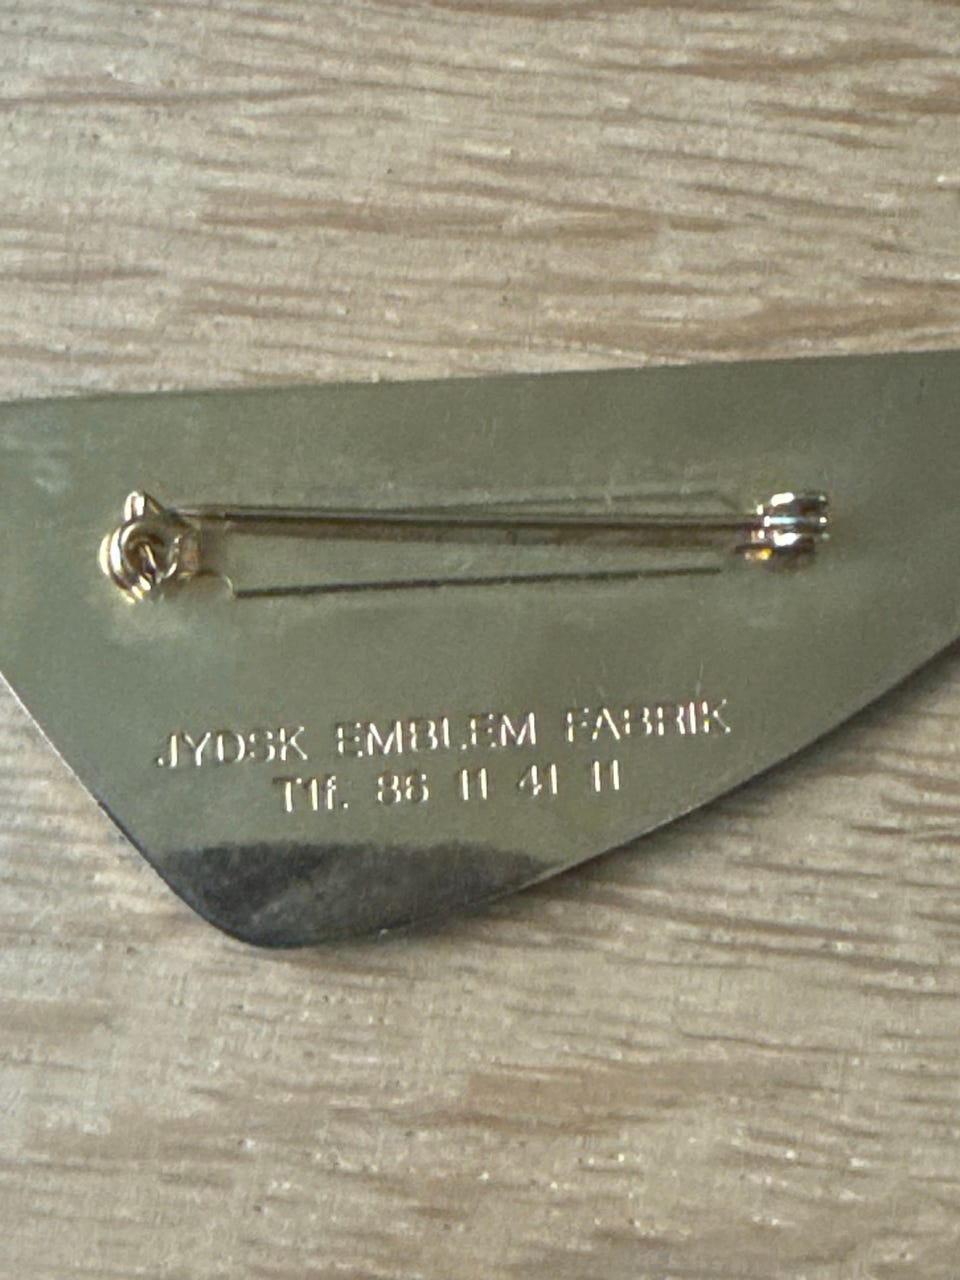 JYDSK EMBLEM FABRIK
Tlf. 86 11 41 11